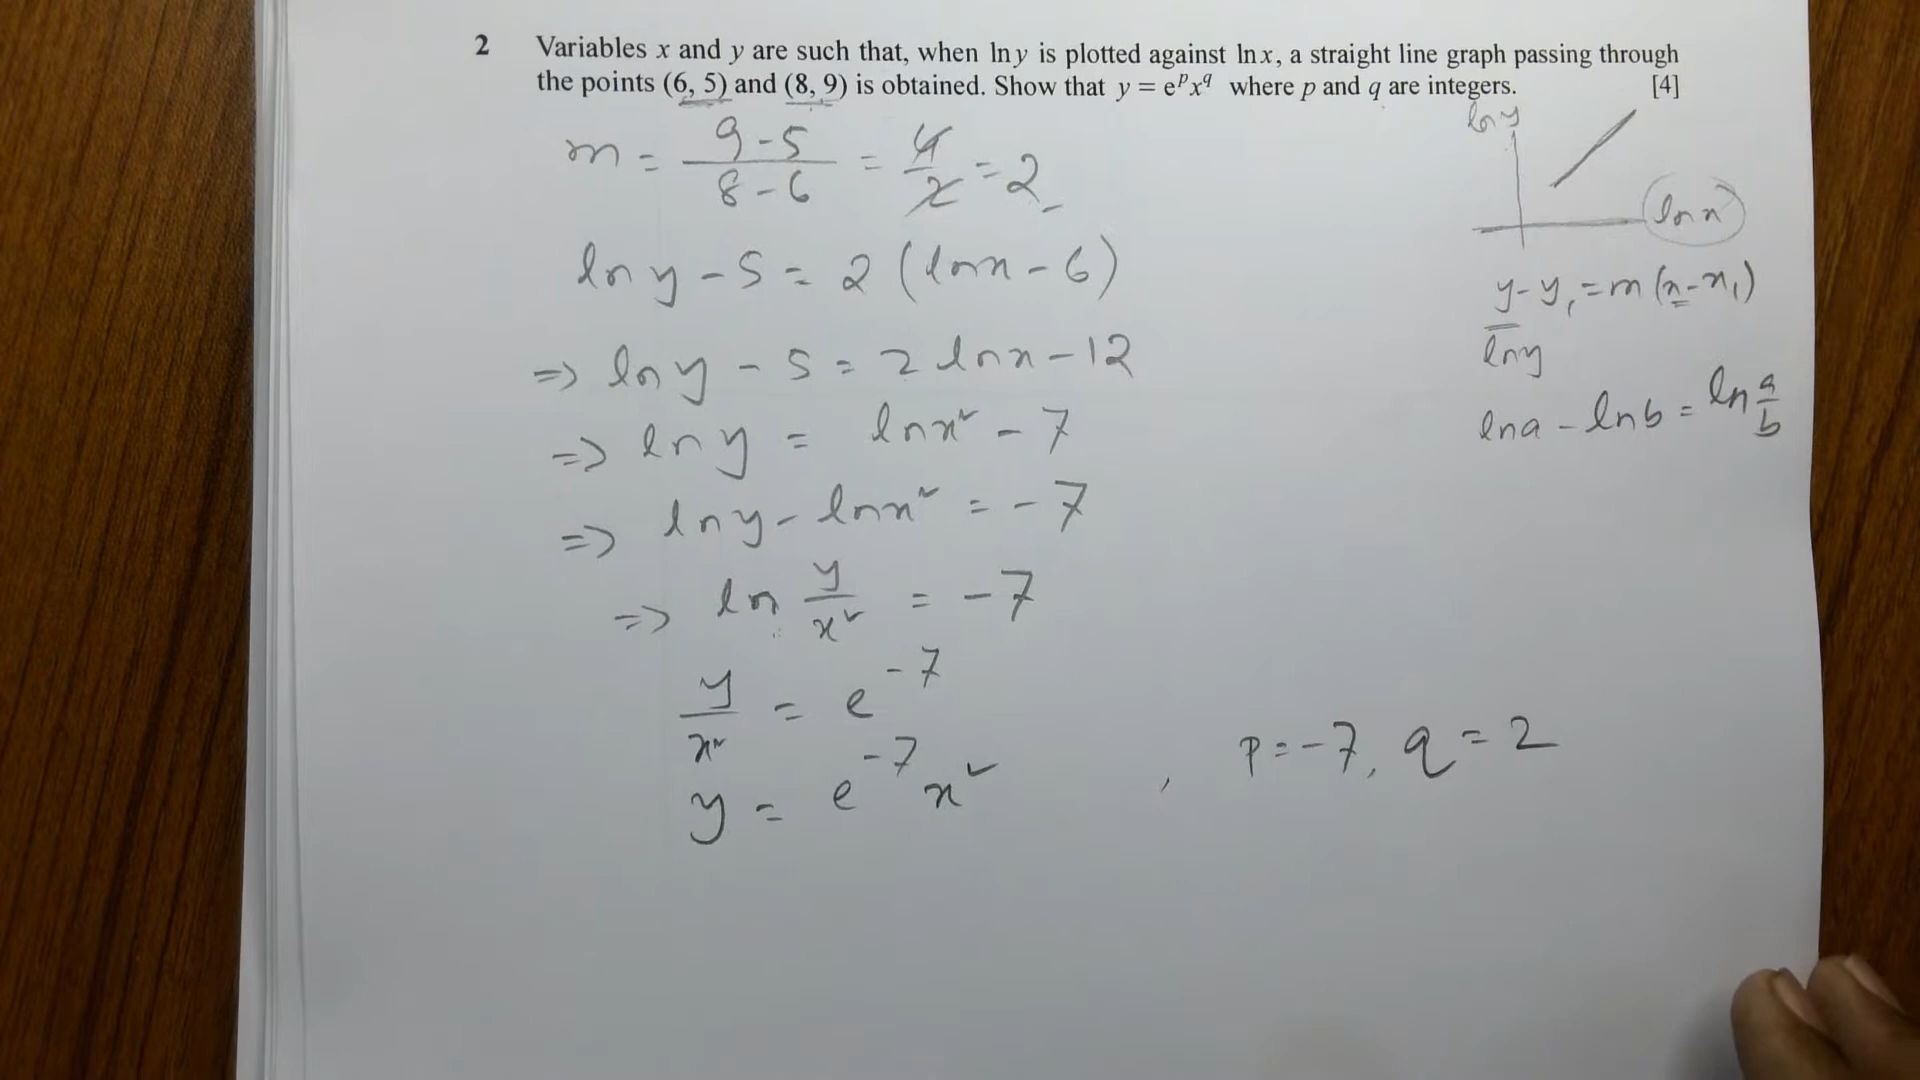 2 Variables x and y are such that, when ln y is plotted against ln x, a straight line graph passing through
the points (6, 5) and (8, 9) is obtained. Show that y = e^p x^q where p and q are integers. [4]
m = (9 - 5)/(8 - 6) = 4/2 = 2
ln y - 5 = 2 (ln x - 6)
=> ln y - 5 = 2 ln x - 12
=> ln y = ln x² - 7
=> ln y - ln x² = -7
=> ln y/x² = -7
y/x² = e^-7
y = e^-7 x² , p = -7, q = 2
ln y
ln x
y - y₁ = m (x - x₁)
ln y
ln a - ln b = ln a/b